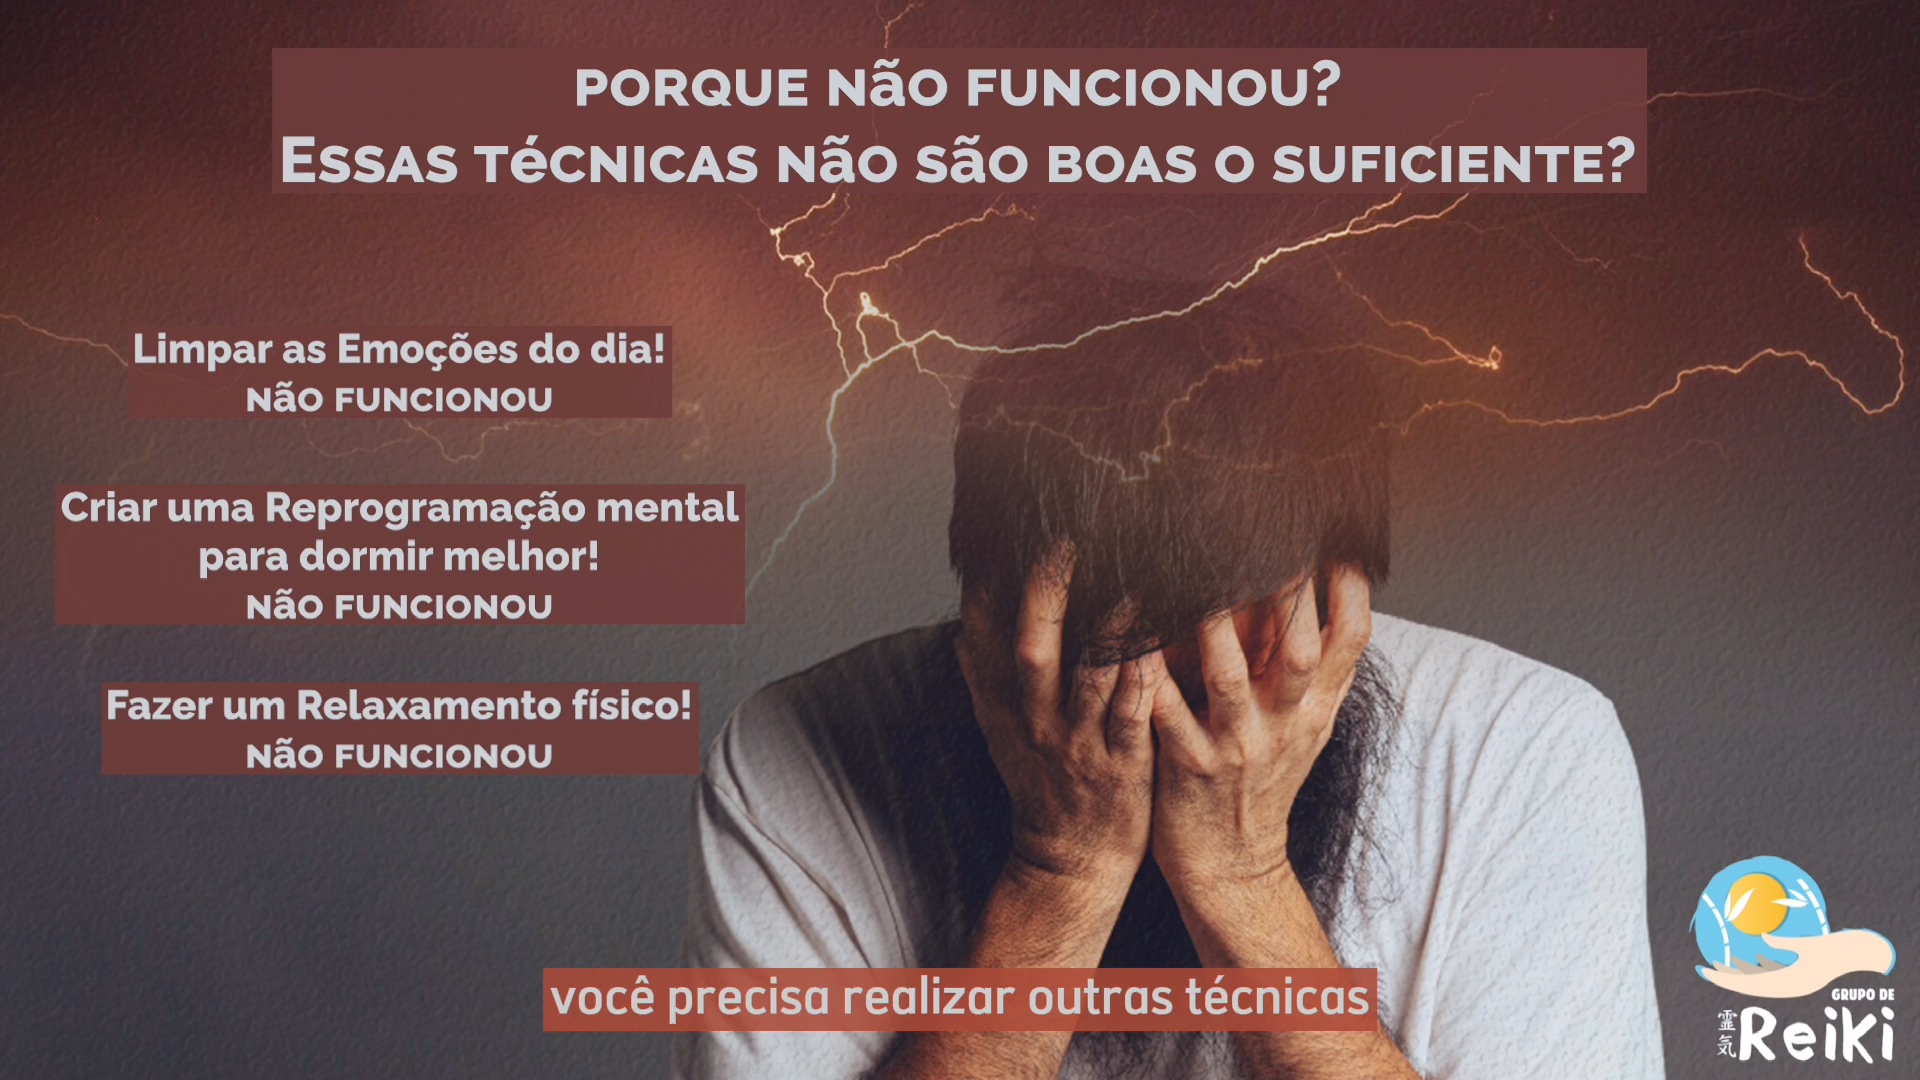 PORQUE NãO FUNCIONOU?
ESSAS TéCNICAS NãO SãO BOAS O SUFICIENTE?
Limpar as Emoções do dia!
NãO FUNCIONOU
Criar uma Reprogramação mental
para dormir melhor!
NãO FUNCIONOU
Fazer um Relaxamento físico!
NãO FUNCIONOU
você precisa realizar outras técnicas
GRUPO DE
霊気 ReiKi